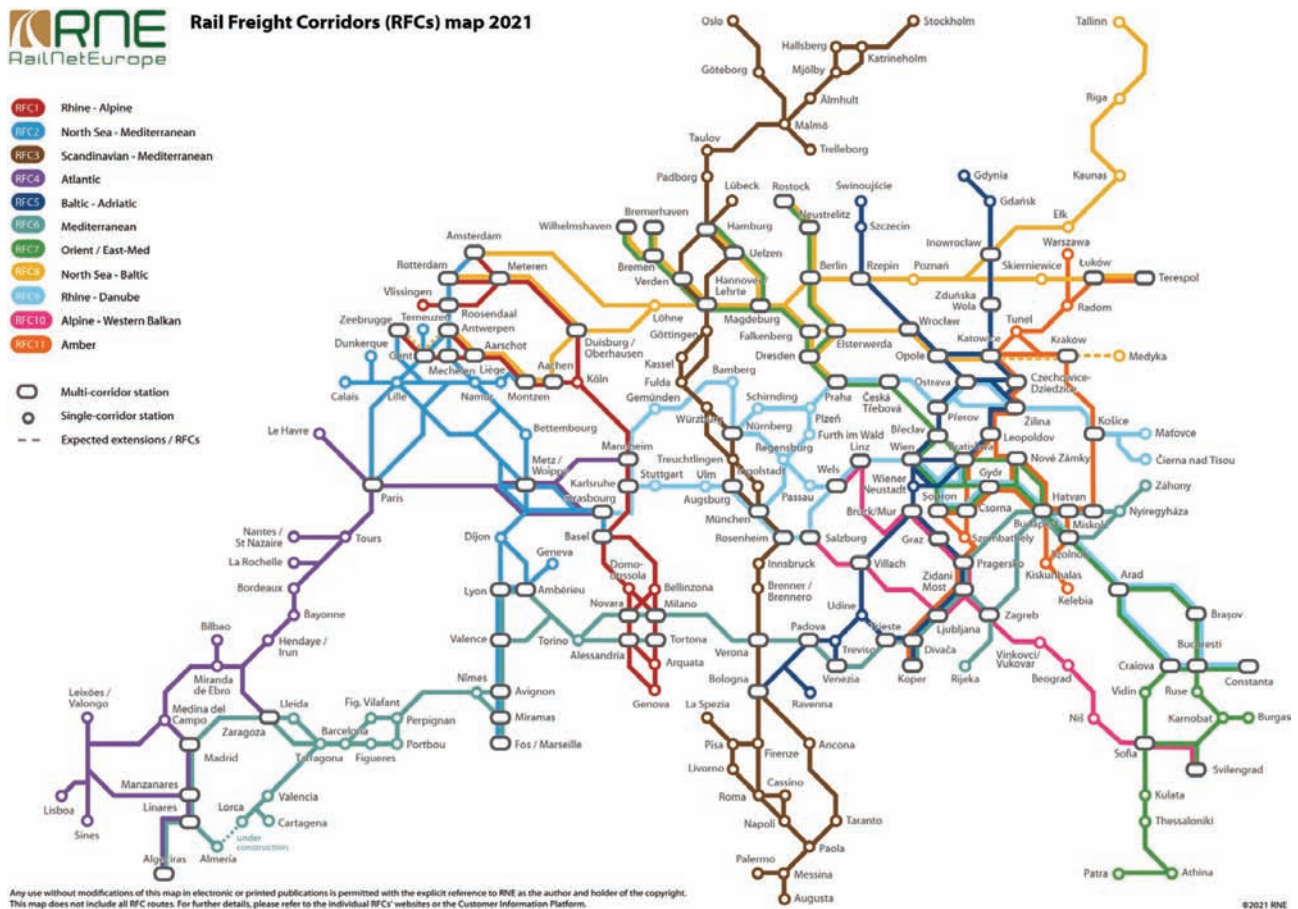 RNE
RailNetEurope
Rail Freight Corridors (RFCs) map 2021
RFC1 Rhine - Alpine
RFC2 North Sea - Mediterranean
RFC3 Scandinavian - Mediterranean
RFC4 Atlantic
RFC5 Baltic - Adriatic
RFC6 Mediterranean
RFC7 Orient / East-Med
RFC8 North Sea - Baltic
RFC9 Rhine - Danube
RFC10 Alpine - Western Balkan
RFC11 Amber
Multi-corridor station
Single-corridor station
Expected extensions / RFCs
Oslo
Stockholm
Tallinn
Hallsberg
Katrineholm
Göteborg
Mjölby
Älmhult
Riga
Malmö
Taulov
Trelleborg
Padborg
Gdynia
Kaunas
Lübeck
Rostock
Świnoujście
Gdańsk
Bremerhaven
Wilhelmshaven
Hamburg
Neustrelitz
Szczecin
Ełk
Warszawa
Amsterdam
Uelzen
Inowrocław
Bremen
Rotterdam
Meteren
Verden
Hannover/
Lehrte
Berlin
Rzepin
Poznań
Skierniewice
Łuków
Terespol
Vlissingen
Roosendaal
Zeebrugge
Terneuzen
Antwerpen
Löhne
Göttingen
Magdeburg
Falkenberg
Elsterwerda
Wrocław
Zduńska
Wola
Tunel
Radom
Dunkerque
Gent
Aarschot
Mechelen
Liège
Aachen
Duisburg /
Oberhausen
Kassel
Dresden
Opole
Katowice
Kraków
Medyka
Calais
Lille
Namur
Montzen
Köln
Fulda
Bamberg
Gemünden
Schirnding
Praha
Česká
Třebová
Ostrava
Czechowice-
Dziedzice
Le Havre
Bettembourg
Würzburg
Nürnberg
Plzeň
Furth im Wald
Přerov
Žilina
Košice
Maťovce
Metz /
Woippy
Mannheim
Treuchtlingen
Regensburg
Břeclav
Leopoldov
Čierna nad Tisou
Paris
Karlsruhe
Strasbourg
Stuttgart
Ulm
Ingolstadt
Augsburg
Passau
Wels
Linz
Wien
Bratislava
Nové Zámky
Győr
Wiener
Neustadt
Sopron
Csorna
Hatvan
Záhony
Nantes /
St Nazaire
Tours
Dijon
Basel
München
Rosenheim
Salzburg
Bruck/Mur
Graz
Szombathely
Budapest
Miskolc
Nyíregyháza
La Rochelle
Geneva
Domo-
dossola
Innsbruck
Villach
Pragersko
Szolnok
Bordeaux
Lyon
Ambérieu
Bellinzona
Brenner /
Brennero
Zidani
Most
Kiskunhalas
Kelebia
Arad
Bayonne
Novara
Milano
Udine
Ljubljana
Zagreb
Brașov
Bilbao
Hendaye /
Irun
Valence
Torino
Alessandria
Tortona
Verona
Padova
Treviso
Trieste
Divača
Vinkovci/
Vukovar
Bucuresti
Miranda
de Ebro
Arquata
Bologna
Venezia
Koper
Rijeka
Beograd
Craiova
Constanta
Leixões /
Valongo
Nîmes
Avignon
Genova
Ravenna
Vidin
Ruse
Medina del
Campo
Lleida
Fig. Vilafant
La Spezia
Zaragoza
Barcelona
Perpignan
Miramas
Niš
Karnobat
Burgas
Madrid
Tarragona
Figueres
Portbou
Fos / Marseille
Pisa
Firenze
Ancona
Sofia
Livorno
Svilengrad
Manzanares
Cassino
Lisboa
Linares
Lorca
Valencia
Roma
Kulata
Sines
Cartagena
Napoli
Taranto
Thessaloniki
under
construction
Algeciras
Almería
Paola
Palermo
Messina
Patra
Athina
Augusta
Any use without modifications of this map in electronic or printed publications is permitted with the explicit reference to RNE as the author and holder of the copyright.
This map does not include all RFC routes. For further details, please refer to the individual RFCs' websites or the Customer Information Platform.
©2021 RNE